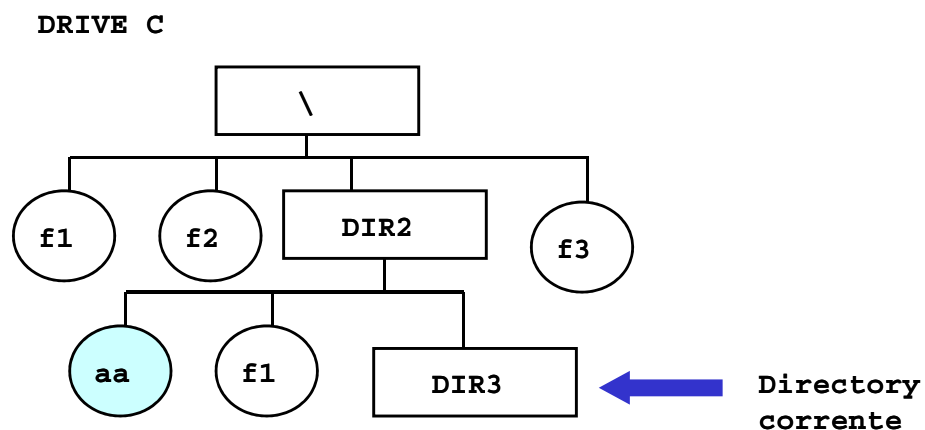 DRIVE C
\
f1
f2
DIR2
f3
aa
f1
DIR3
Directory
corrente